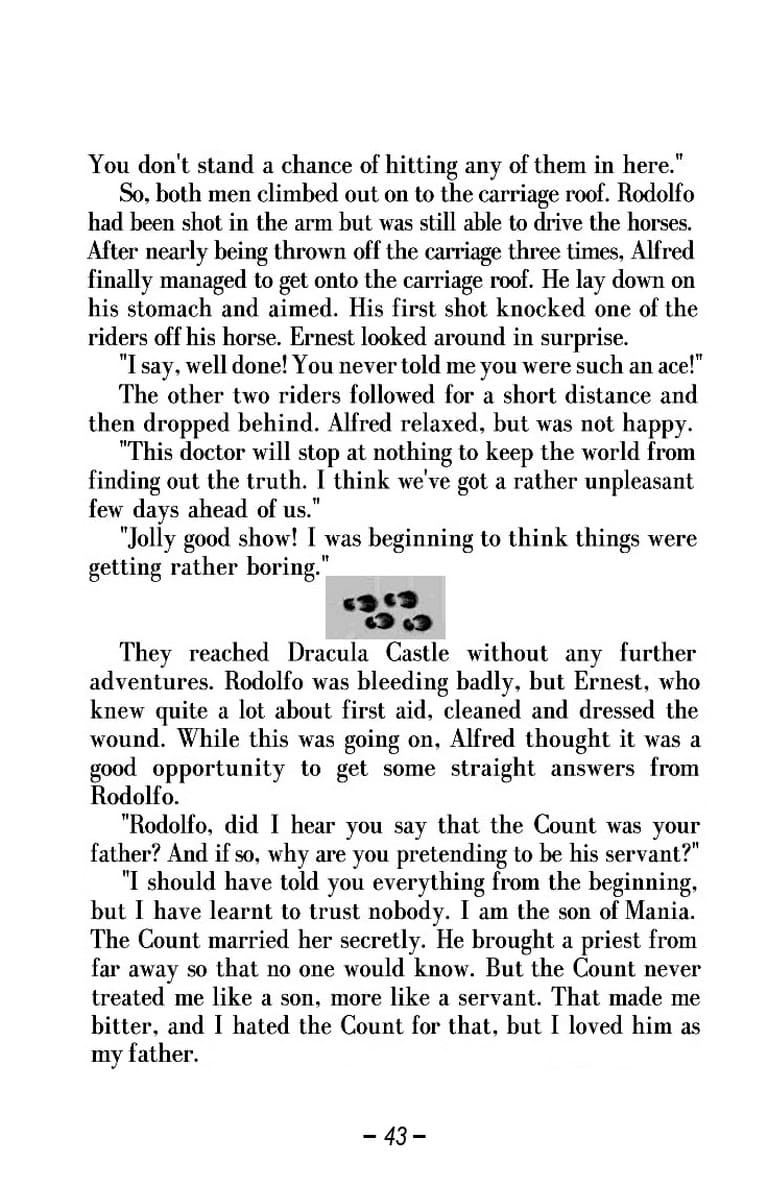 You don't stand a chance of hitting any of them in here."
So, both men climbed out on to the carriage roof. Rodolfo
had been shot in the arm but was still able to drive the horses.
After nearly being thrown off the carriage three times, Alfred
finally managed to get onto the carriage roof. He lay down on
his stomach and aimed. His first shot knocked one of the
riders off his horse. Ernest looked around in surprise.
"I say, well done! You never told me you were such an ace!"
The other two riders followed for a short distance and
then dropped behind. Alfred relaxed, but was not happy.
"This doctor will stop at nothing to keep the world from
finding out the truth. I think we've got a rather unpleasant
few days ahead of us."
"Jolly good show! I was beginning to think things were
getting rather boring."
They reached Dracula Castle without any further
adventures. Rodolfo was bleeding badly, but Ernest, who
knew quite a lot about first aid, cleaned and dressed the
wound. While this was going on, Alfred thought it was a
good opportunity to get some straight answers from
Rodolfo.
"Rodolfo, did I hear you say that the Count was your
father? And if so, why are you pretending to be his servant?"
"I should have told you everything from the beginning,
but I have learnt to trust nobody. I am the son of Mania.
The Count married her secretly. He brought a priest from
far away so that no one would know. But the Count never
treated me like a son, more like a servant. That made me
bitter, and I hated the Count for that, but I loved him as
my father.
– 43 –